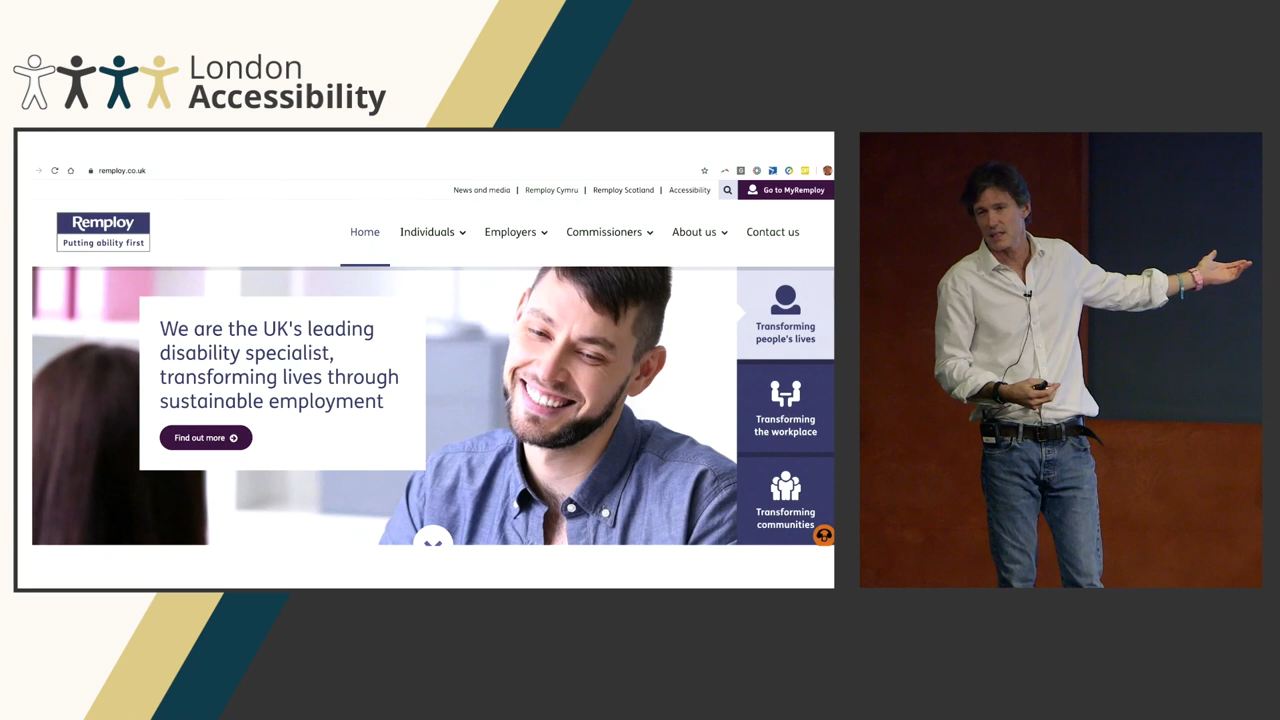 London
Accessibility
remploy.co.uk
News and media | Remploy Cymru | Remploy Scotland | Accessibility
Go to MyRemploy
Remploy
Putting ability first
Home Individuals Employers Commissioners About us Contact us
We are the UK's leading
disability specialist,
transforming lives through
sustainable employment
Find out more
Transforming
people's lives
Transforming
the workplace
Transforming
communities